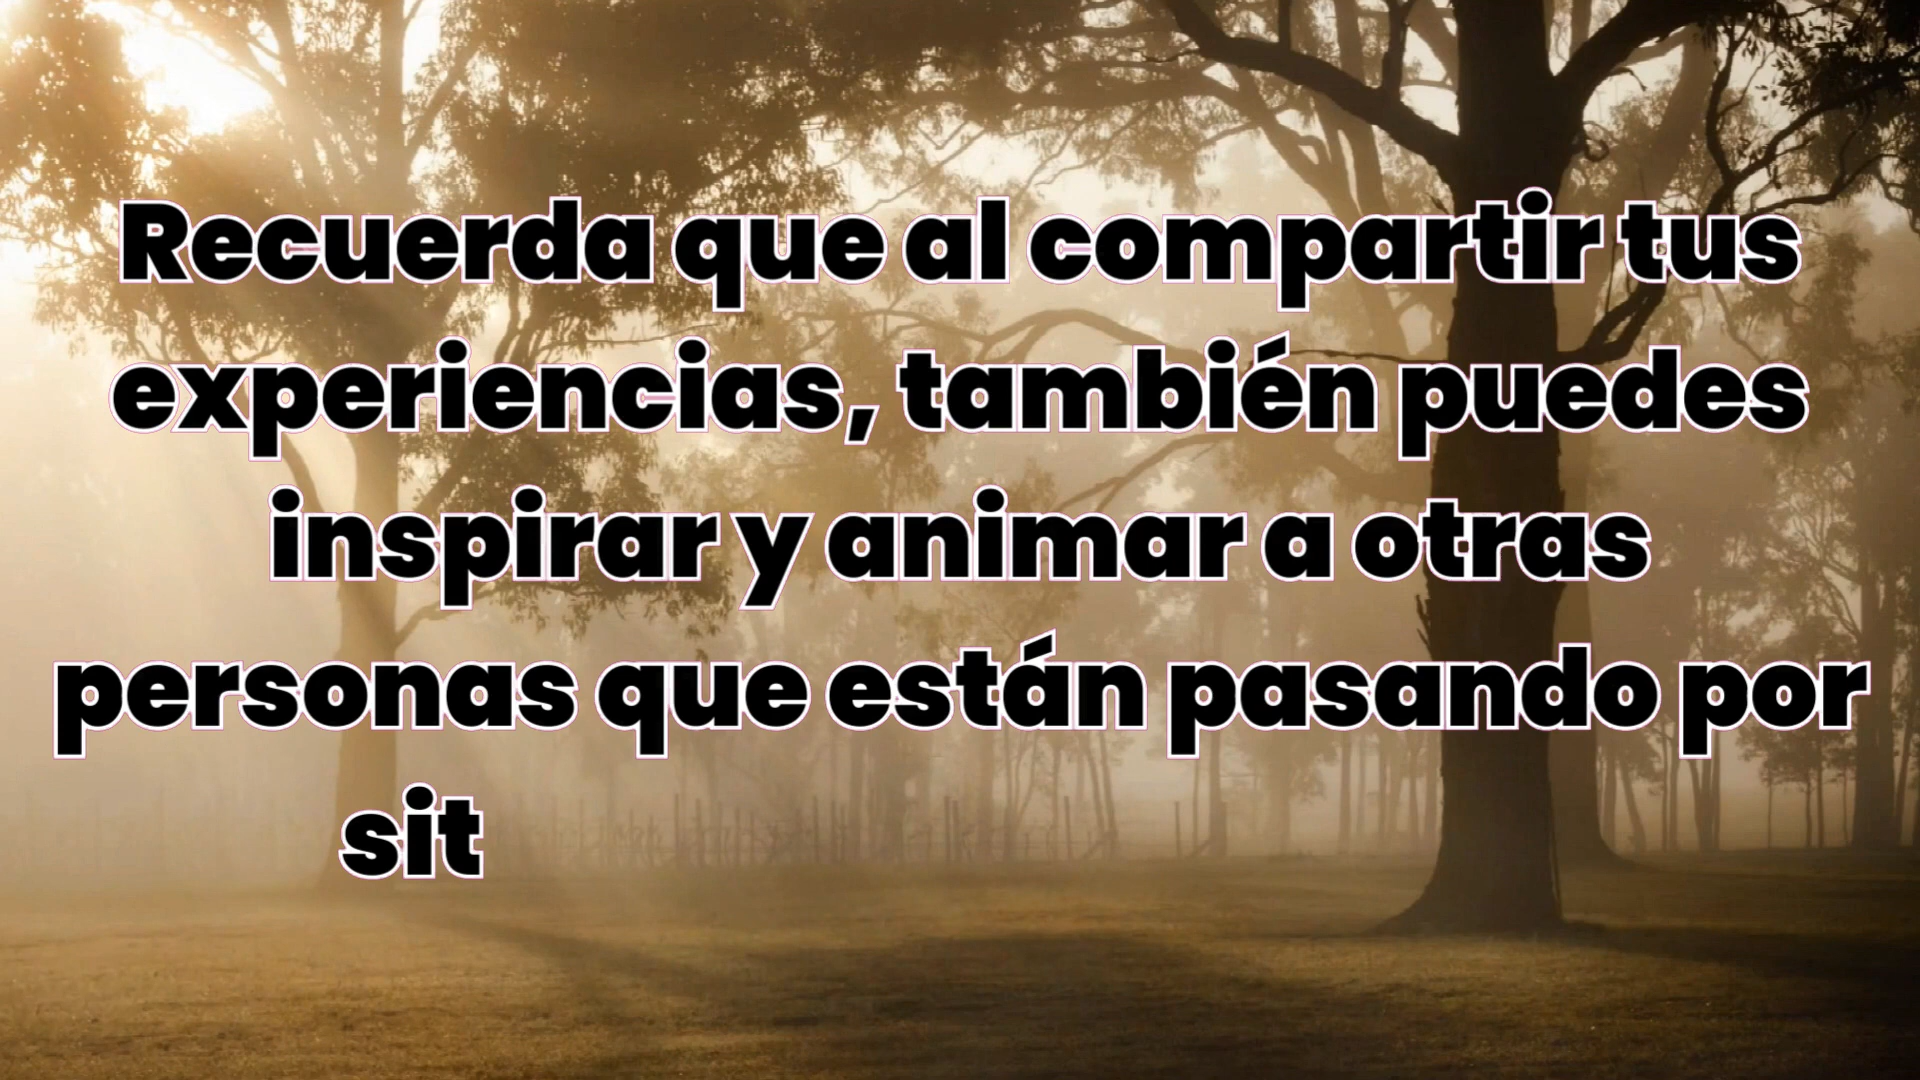 Recuerda que al compartir tus
experiencias, también puedes
inspirar y animar a otras
personas que están pasando por
sit